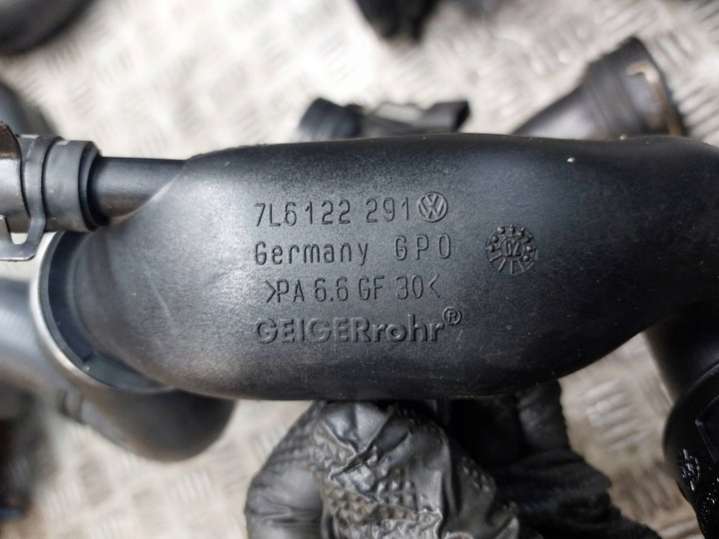 7L6122 291
Germany GPO
>PA 6.6 GF 30<
GEIGERrohr®